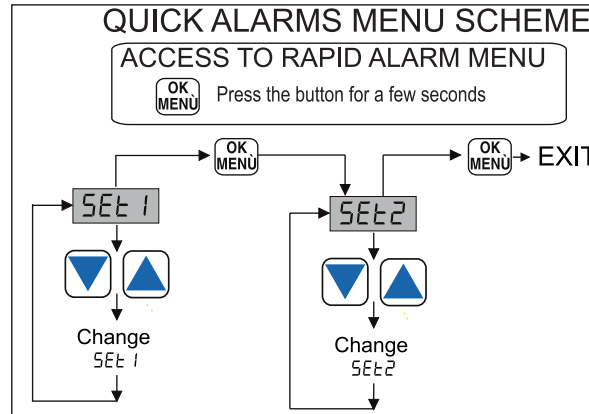 QUICK ALARMS MENU SCHEME
ACCESS TO RAPID ALARM MENU
OK
MENÙ
Press the button for a few seconds
OK
MENÙ
OK
MENÙ
EXIT
SEt 1
SEt2
Change
SEt 1
Change
SEt2